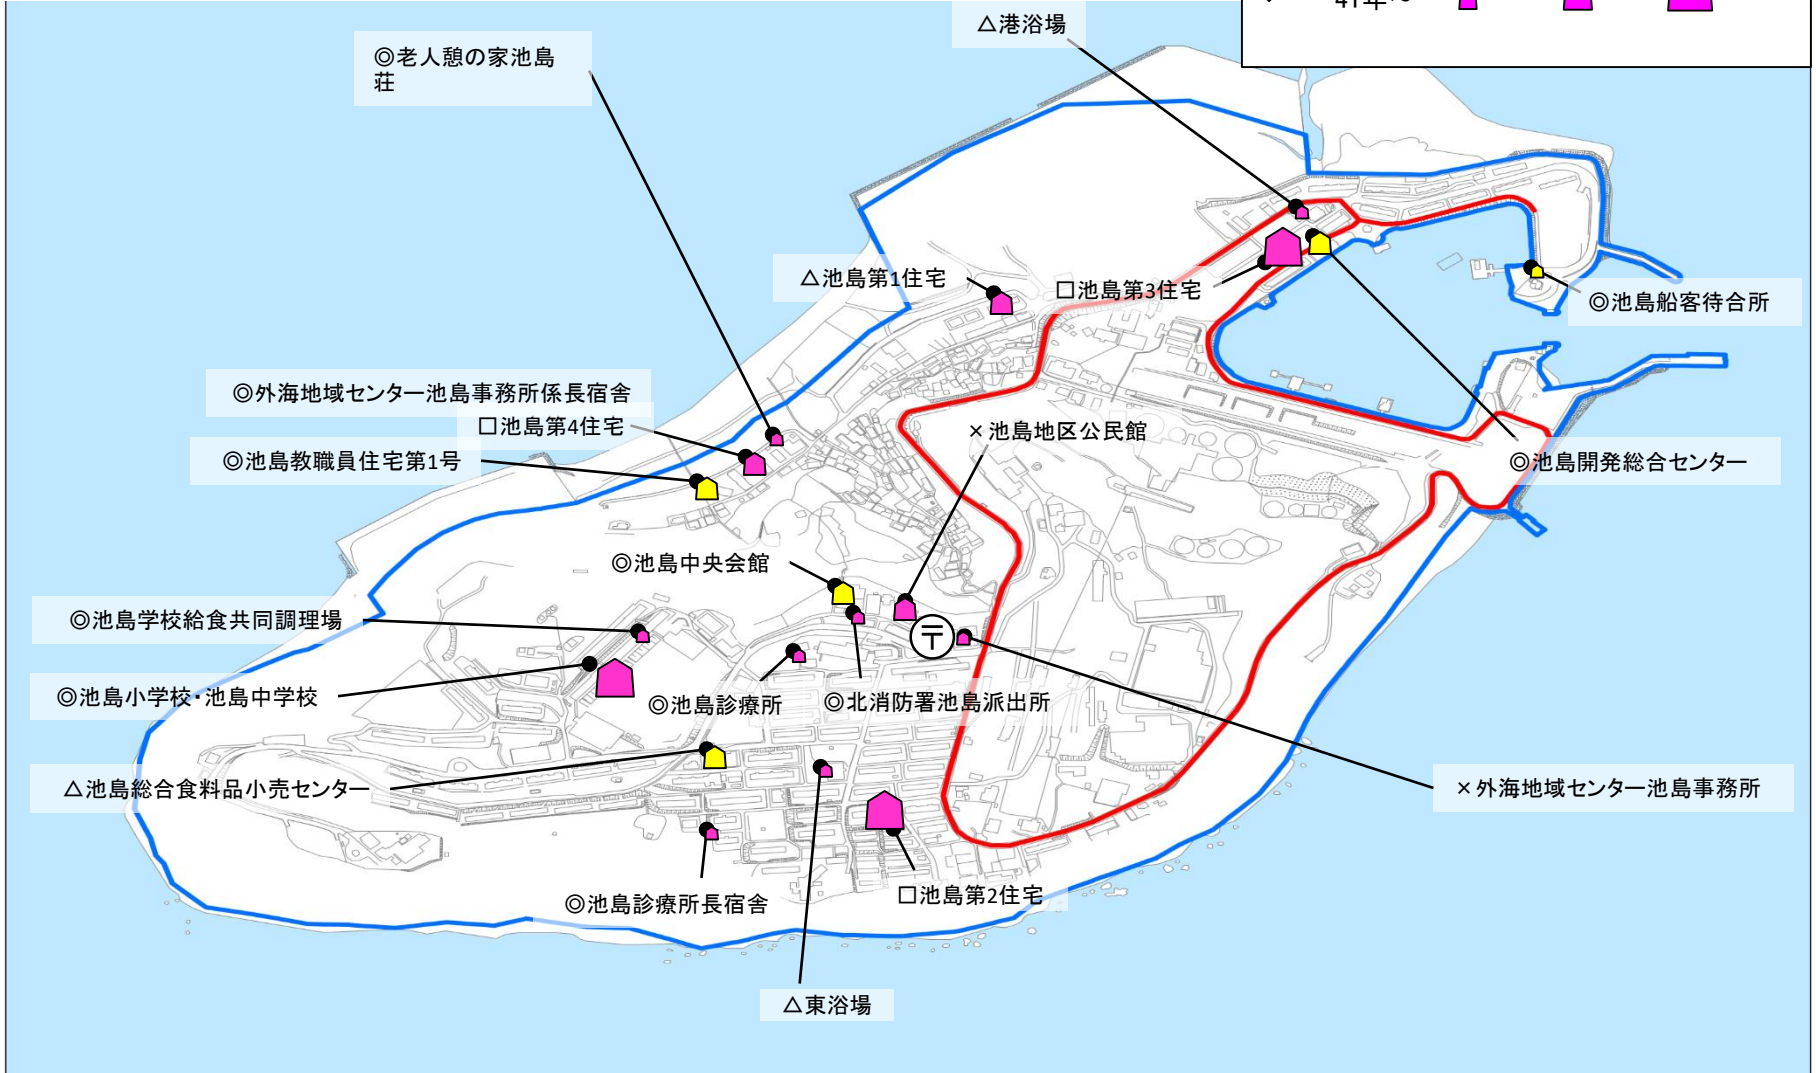 41年～
△港浴場
◎老人憩の家池島
荘
△池島第1住宅
□池島第3住宅
◎池島船客待合所
◎外海地域センター池島事務所係長宿舎
□池島第4住宅
×池島地区公民館
◎池島教職員住宅第1号
◎池島開発総合センター
◎池島中央会館
◎池島学校給食共同調理場
〒
◎池島小学校・池島中学校
◎池島診療所
◎北消防署池島派出所
△池島総合食料品小売センター
×外海地域センター池島事務所
◎池島診療所長宿舎
□池島第2住宅
△東浴場